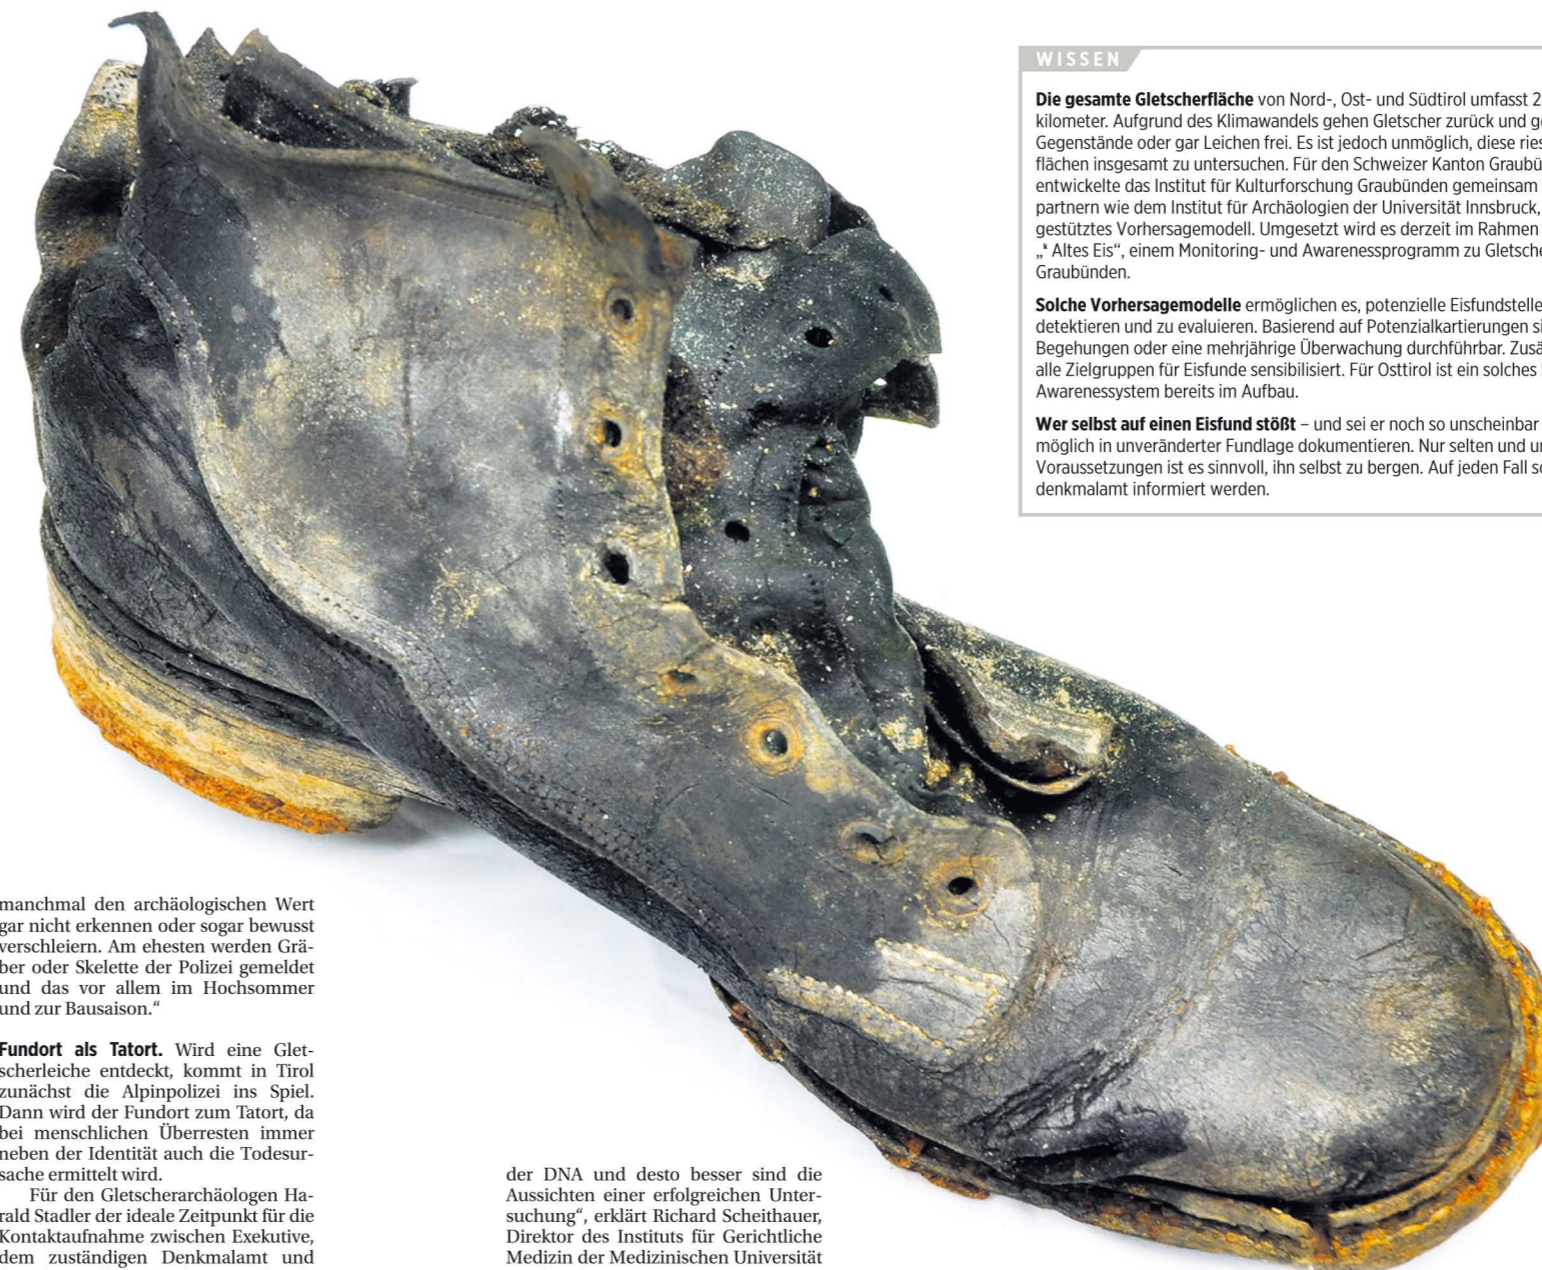 WISSEN
Die gesamte Gletscherfläche von Nord-, Ost- und Südtirol umfasst
kilometer. Aufgrund des Klimawandels gehen Gletscher zurück und
Gegenstände oder gar Leichen frei. Es ist jedoch unmöglich, diese
flächen insgesamt zu untersuchen. Für den Schweizer Kanton
entwickelte das Institut für Kulturforschung Graubünden gemeinsam
partnern wie dem Institut für Archäologien der Universität Innsbruck,
gestütztes Vorhersagemodell. Umgesetzt wird es derzeit im Rahmen
„* Altes Eis“, einem Monitoring- und Awarenessprogramm zu
Graubünden.
Solche Vorhersagemodelle ermöglichen es, potenzielle
detektieren und zu evaluieren. Basierend auf Potenzialkartierungen
Begehungen oder eine mehrjährige Überwachung durchführbar.
alle Zielgruppen für Eisfunde sensibilisiert. Für Osttirol ist ein solches
Awarenessystem bereits im Aufbau.
Wer selbst auf einen Eisfund stößt – und sei er noch so unscheinbar
möglich in unveränderter Fundlage dokumentieren. Nur selten und
Voraussetzungen ist es sinnvoll, ihn selbst zu bergen. Auf jeden Fall
denkmalamt informiert werden.
manchmal den archäologischen Wert
gar nicht erkennen oder sogar bewusst
verschleiern. Am ehesten werden Grä-
ber oder Skelette der Polizei gemeldet
und das vor allem im Hochsommer
und zur Bausaison.“
Fundort als Tatort. Wird eine Glet-
scherleiche entdeckt, kommt in Tirol
zunächst die Alpinpolizei ins Spiel.
Dann wird der Fundort zum Tatort, da
bei menschlichen Überresten immer
neben der Identität auch die Todesur-
sache ermittelt wird.
Für den Gletscherarchäologen Ha-
rald Stadler der ideale Zeitpunkt für die
Kontaktaufnahme zwischen Exekutive,
dem zuständigen Denkmalamt und
der DNA und desto besser sind die
Aussichten einer erfolgreichen Unter-
suchung“, erklärt Richard Scheithauer,
Direktor des Instituts für Gerichtliche
Medizin der Medizinischen Universität